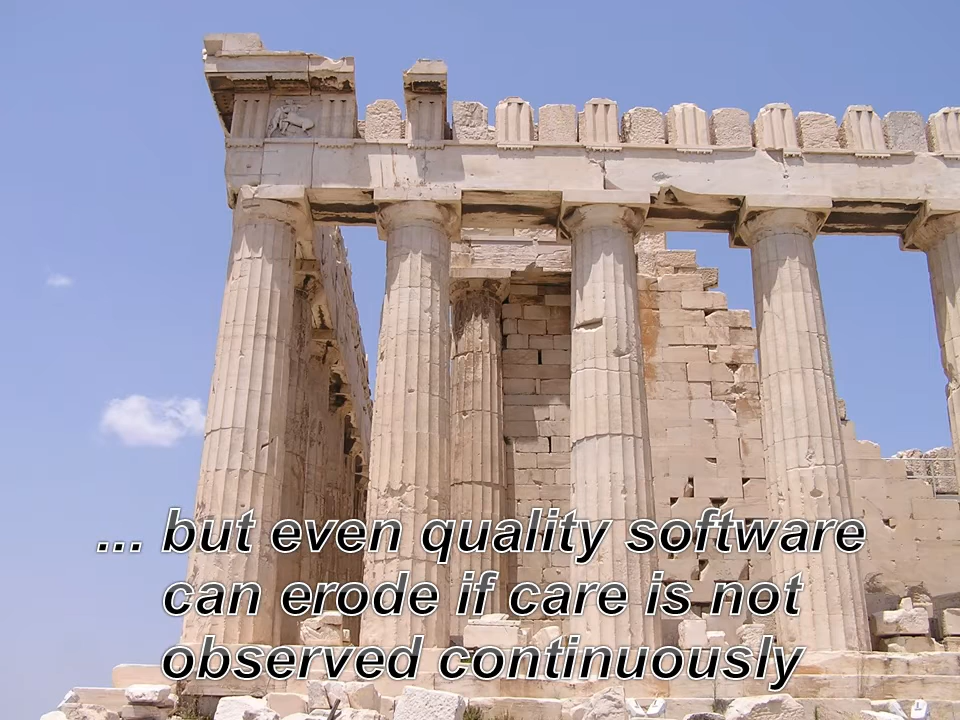 ... but even quality software
can erode if care is not
observed continuously